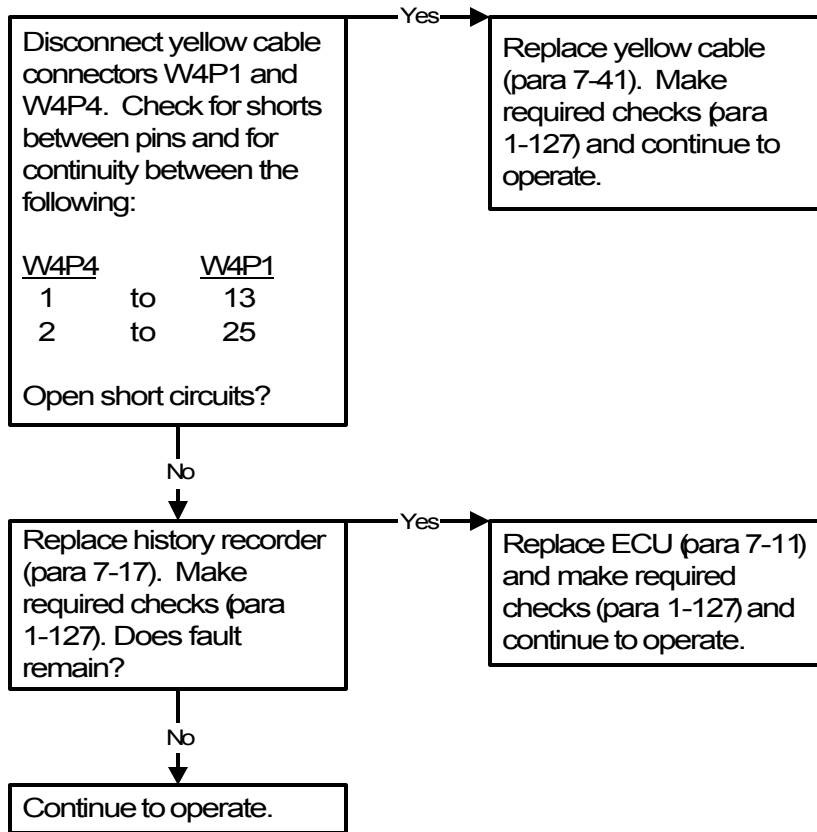 Disconnect yellow cable
connectors W4P1 and
W4P4. Check for shorts
between pins and for
continuity between the
following:
W4P4 W4P1
1 to 13
2 to 25
Open short circuits?
Yes
Replace yellow cable
(para 7-41). Make
required checks (para
1-127) and continue to
operate.
No
Replace history recorder
(para 7-17). Make
required checks (para
1-127). Does fault
remain?
Yes
Replace ECU (para 7-11)
and make required
checks (para 1-127) and
continue to operate.
No
Continue to operate.